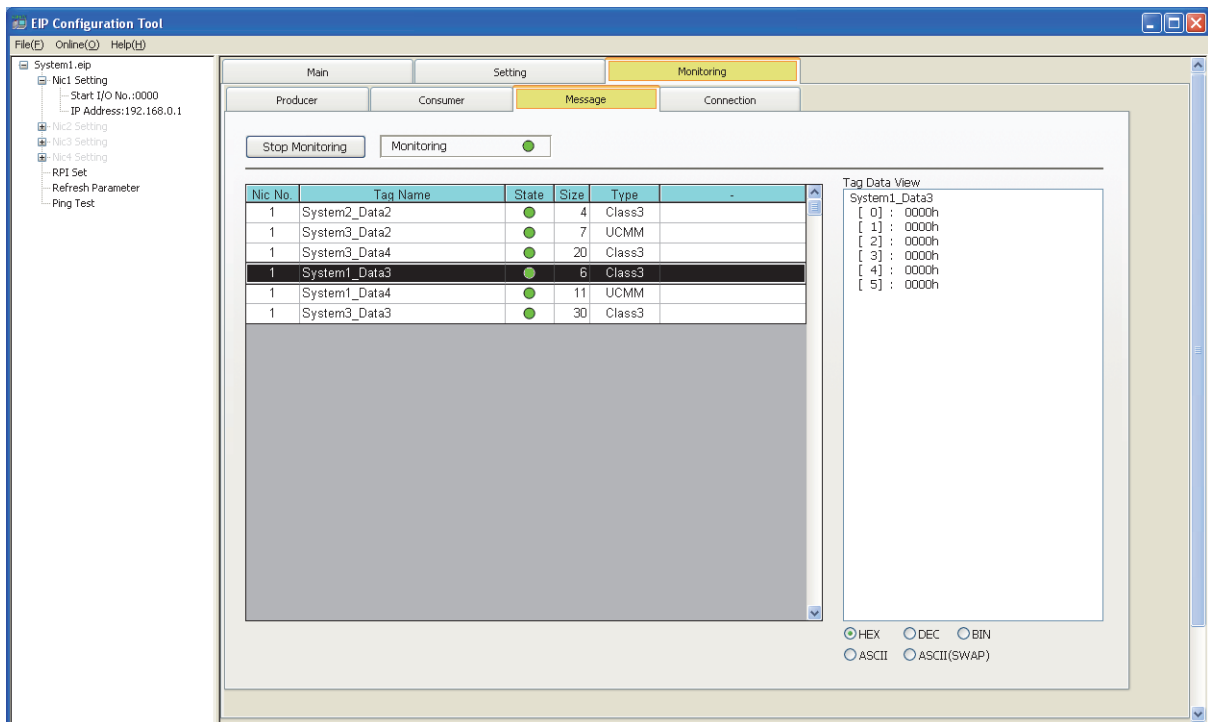 EIP Configuration Tool
File(F) Online(O) Help(H)
System1.eip
Nic1 Setting
Start I/O No.:0000
IP Address:192.168.0.1
Nic2 Setting
Nic3 Setting
Nic4 Setting
RPI Set
Refresh Parameter
Ping Test
Main Setting Monitoring
Producer Consumer Message Connection
Stop Monitoring Monitoring
Nic No. Tag Name State Size Type -
1 System2_Data2 4 Class3
1 System3_Data2 7 UCMM
1 System3_Data4 20 Class3
1 System1_Data3 6 Class3
1 System1_Data4 11 UCMM
1 System3_Data3 30 Class3
Tag Data View
System1_Data3
[ 0] : 0000h
[ 1] : 0000h
[ 2] : 0000h
[ 3] : 0000h
[ 4] : 0000h
[ 5] : 0000h
HEX DEC BIN
ASCII ASCII(SWAP)